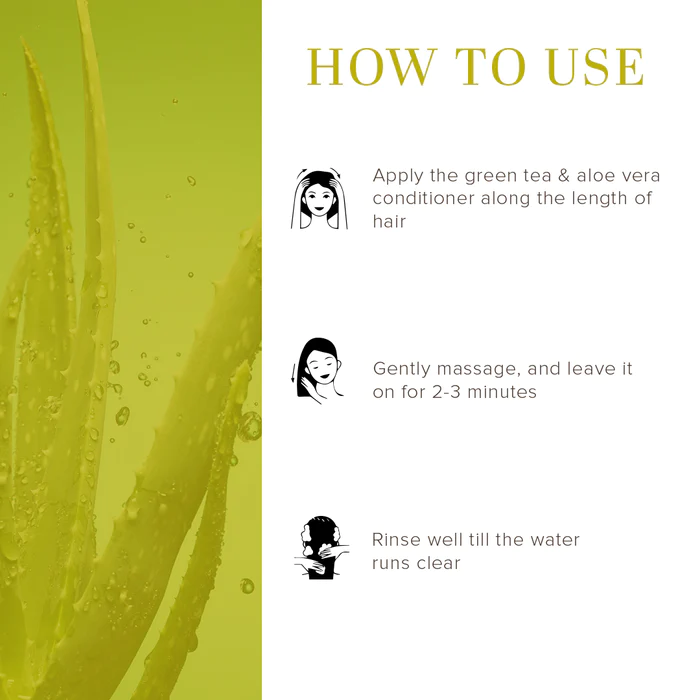 HOW TO USE
Apply the green tea & aloe vera
conditioner along the length of
hair
Gently massage, and leave it
on for 2-3 minutes
Rinse well till the water
runs clear